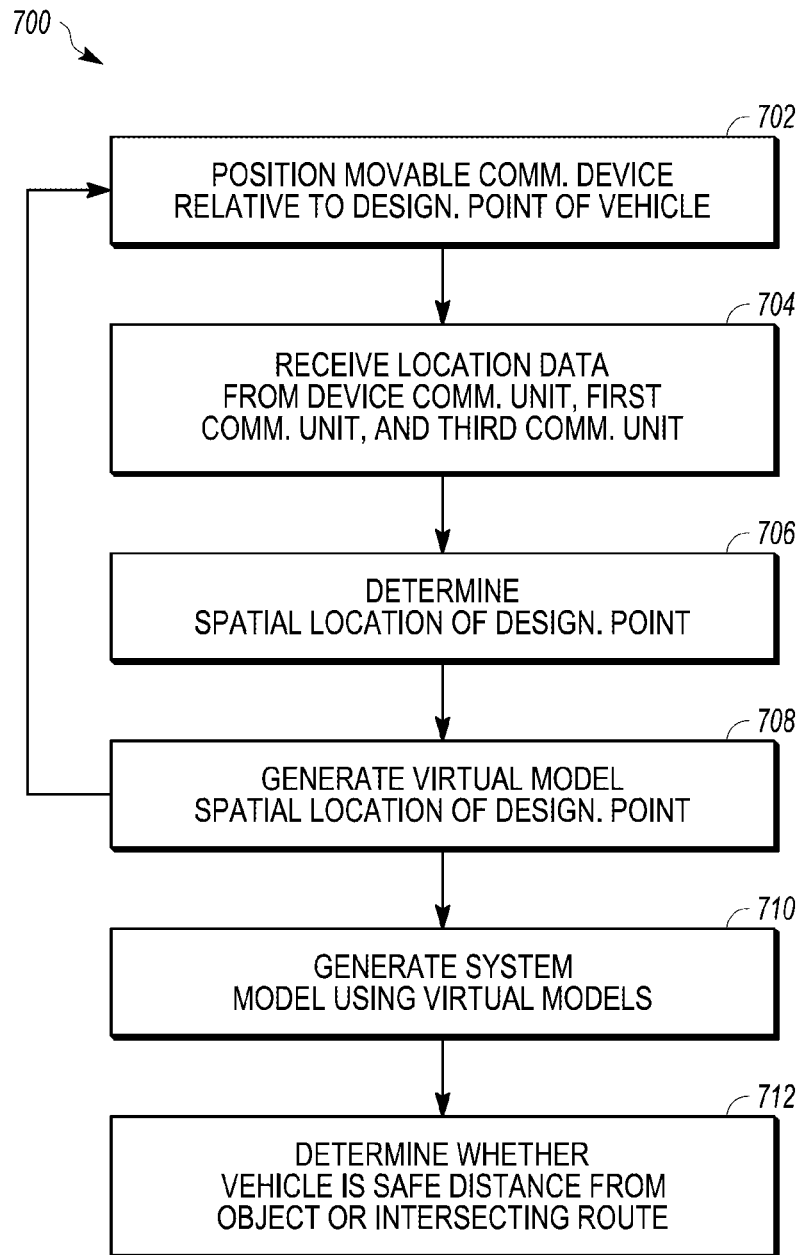 700
702
POSITION MOVABLE COMM. DEVICE
RELATIVE TO DESIGN. POINT OF VEHICLE
704
RECEIVE LOCATION DATA
FROM DEVICE COMM. UNIT, FIRST
COMM. UNIT, AND THIRD COMM. UNIT
706
DETERMINE
SPATIAL LOCATION OF DESIGN. POINT
708
GENERATE VIRTUAL MODEL
SPATIAL LOCATION OF DESIGN. POINT
710
GENERATE SYSTEM
MODEL USING VIRTUAL MODELS
712
DETERMINE WHETHER
VEHICLE IS SAFE DISTANCE FROM
OBJECT OR INTERSECTING ROUTE